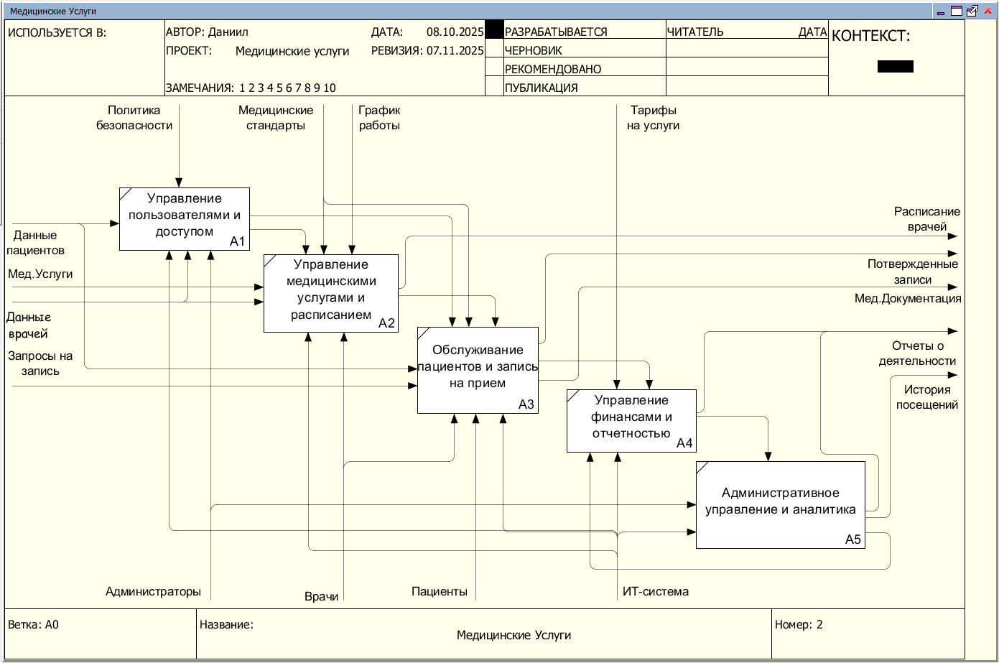 Медицинские Услуги
ИСПОЛЬЗУЕТСЯ В:
АВТОР: Даниил
ДАТА: 08.10.2025
ПРОЕКТ: Медицинские услуги
РЕВИЗИЯ: 07.11.2025
ЗАМЕЧАНИЯ: 1 2 3 4 5 6 7 8 9 10
РАЗРАБАТЫВАЕТСЯ
ЧЕРНОВИК
РЕКОМЕНДОВАНО
ПУБЛИКАЦИЯ
ЧИТАТЕЛЬ ДАТА
КОНТЕКСТ:
Политика
безопасности
Медицинские
стандарты
График
работы
Тарифы
на услуги
Управление
пользователями и
доступом
A1
Данные
пациентов
Мед.Услуги
Данные
врачей
Запросы на
запись
Управление
медицинскими
услугами и
расписанием
A2
Обслуживание
пациентов и запись
на прием
A3
Управление
финансами и
отчетностью
A4
Административное
управление и аналитика
A5
Расписание
врачей
Потвержденные
записи
Мед.Документация
Отчеты о
деятельности
История
посещений
Администраторы
Врачи
Пациенты
ИТ-система
Ветка: A0
Название:
Медицинские Услуги
Номер: 2